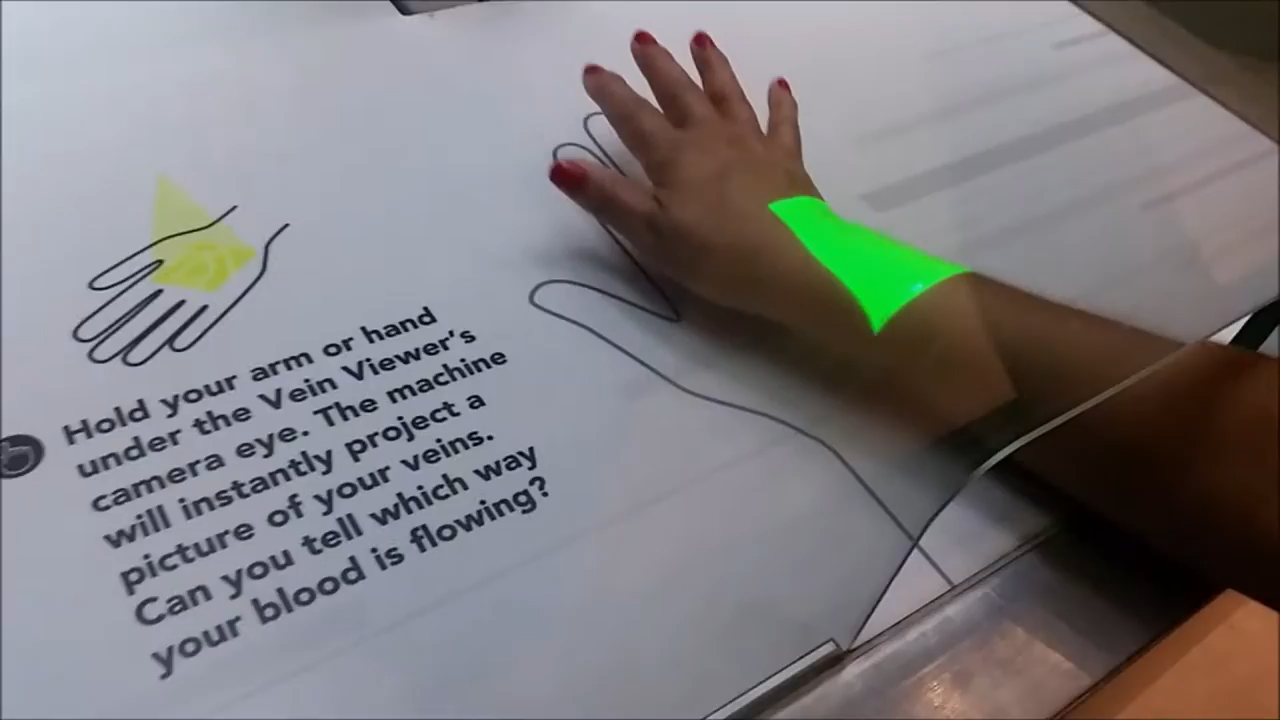 Hold your arm or hand
under the Vein Viewer's
camera eye. The machine
will instantly project a
picture of your veins.
Can you tell which way
your blood is flowing?